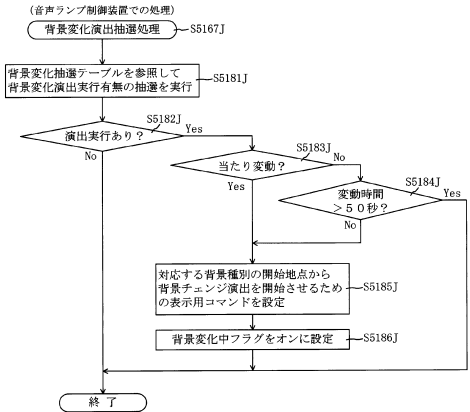 (音声ランプ制御装置での処理)
背景変化演出抽選処理
S5167J
背景変化抽選テーブルを参照して
背景変化演出実行有無の抽選を実行
S5181J
演出実行あり?
S5182J
Yes
No
当たり変動?
S5183J
No
Yes
変動時間
>50秒?
S5184J
Yes
No
対応する背景種別の開始地点から
背景チェンジ演出を開始させるため
の表示用コマンドを設定
S5185J
背景変化中フラグをオンに設定
S5186J
終 了